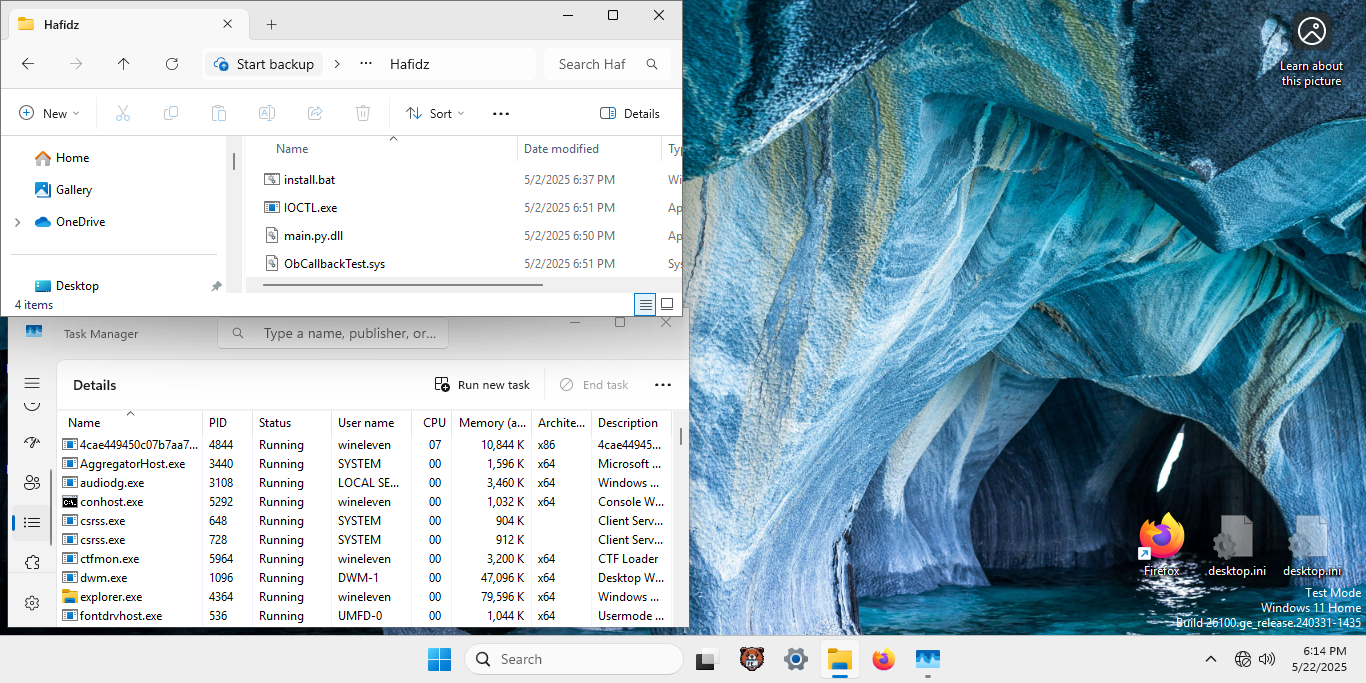 Hafidz
Start backup
Hafidz
Search Haf
New
Sort
Details
Home
Gallery
OneDrive
Desktop
Name Date modified Typ
install.bat 5/2/2025 6:37 PM Wi
IOCTL.exe 5/2/2025 6:51 PM Ap
main.py.dll 5/2/2025 6:50 PM Ap
ObCallbackTest.sys 5/2/2025 6:51 PM Sys
4 items
Task Manager
Type a name, publisher, or...
Details
Run new task
End task
Name PID Status User name CPU Memory (a... Archite... Description
4cae449450c07b7aa7... 4844 Running wineleven 07 10,844 K x86 4cae44945...
AggregatorHost.exe 3440 Running SYSTEM 00 1,596 K x64 Microsoft ...
audiodg.exe 3108 Running LOCAL SE... 00 3,460 K x64 Windows ...
conhost.exe 5292 Running wineleven 00 1,032 K x64 Console W...
csrss.exe 648 Running SYSTEM 00 904 K Client Serv...
csrss.exe 728 Running SYSTEM 00 912 K Client Serv...
ctfmon.exe 5964 Running wineleven 00 3,200 K x64 CTF Loader
dwm.exe 1096 Running DWM-1 00 47,096 K x64 Desktop W...
explorer.exe 4364 Running wineleven 00 79,596 K x64 Windows ...
fontdrvhost.exe 536 Running UMFD-0 00 1,044 K x64 Usermode ...
Learn about
this picture
Firefox
desktop.ini
desktop.ini
Test Mode
Windows 11 Home
Build 26100.ge_release.240331-1435
Search
6:14 PM
5/22/2025